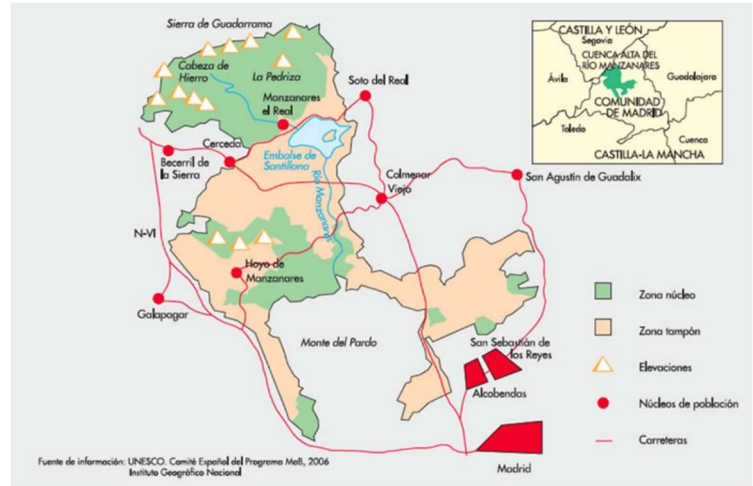 Sierra de Guadarrama
Cabeza de
Hierro
La Pedriza
Manzanares
el Real
Soto del Real
Cerceda
Becerril de
la Sierra
Embalse de
Santillana
Río Manzanares
Colmenar
Viejo
San Agustín de Guadalix
N-VI
Hoyo de
Manzanares
Galapagar
Monte del Pardo
San Sebastián de
los Reyes
Alcobendas
Madrid
CASTILLA Y LEÓN
Segovia
CUENCA ALTA DEL
RÍO MANZANARES
Ávila
Guadalajara
COMUNIDAD
DE MADRID
Toledo
Cuenca
CASTILLA-LA MANCHA
Zona núcleo
Zona tampón
Elevaciones
Núcleos de población
Carreteras
Fuente de información: UNESCO. Comité Español del Programa MaB, 2006
Instituto Geográfico Nacional